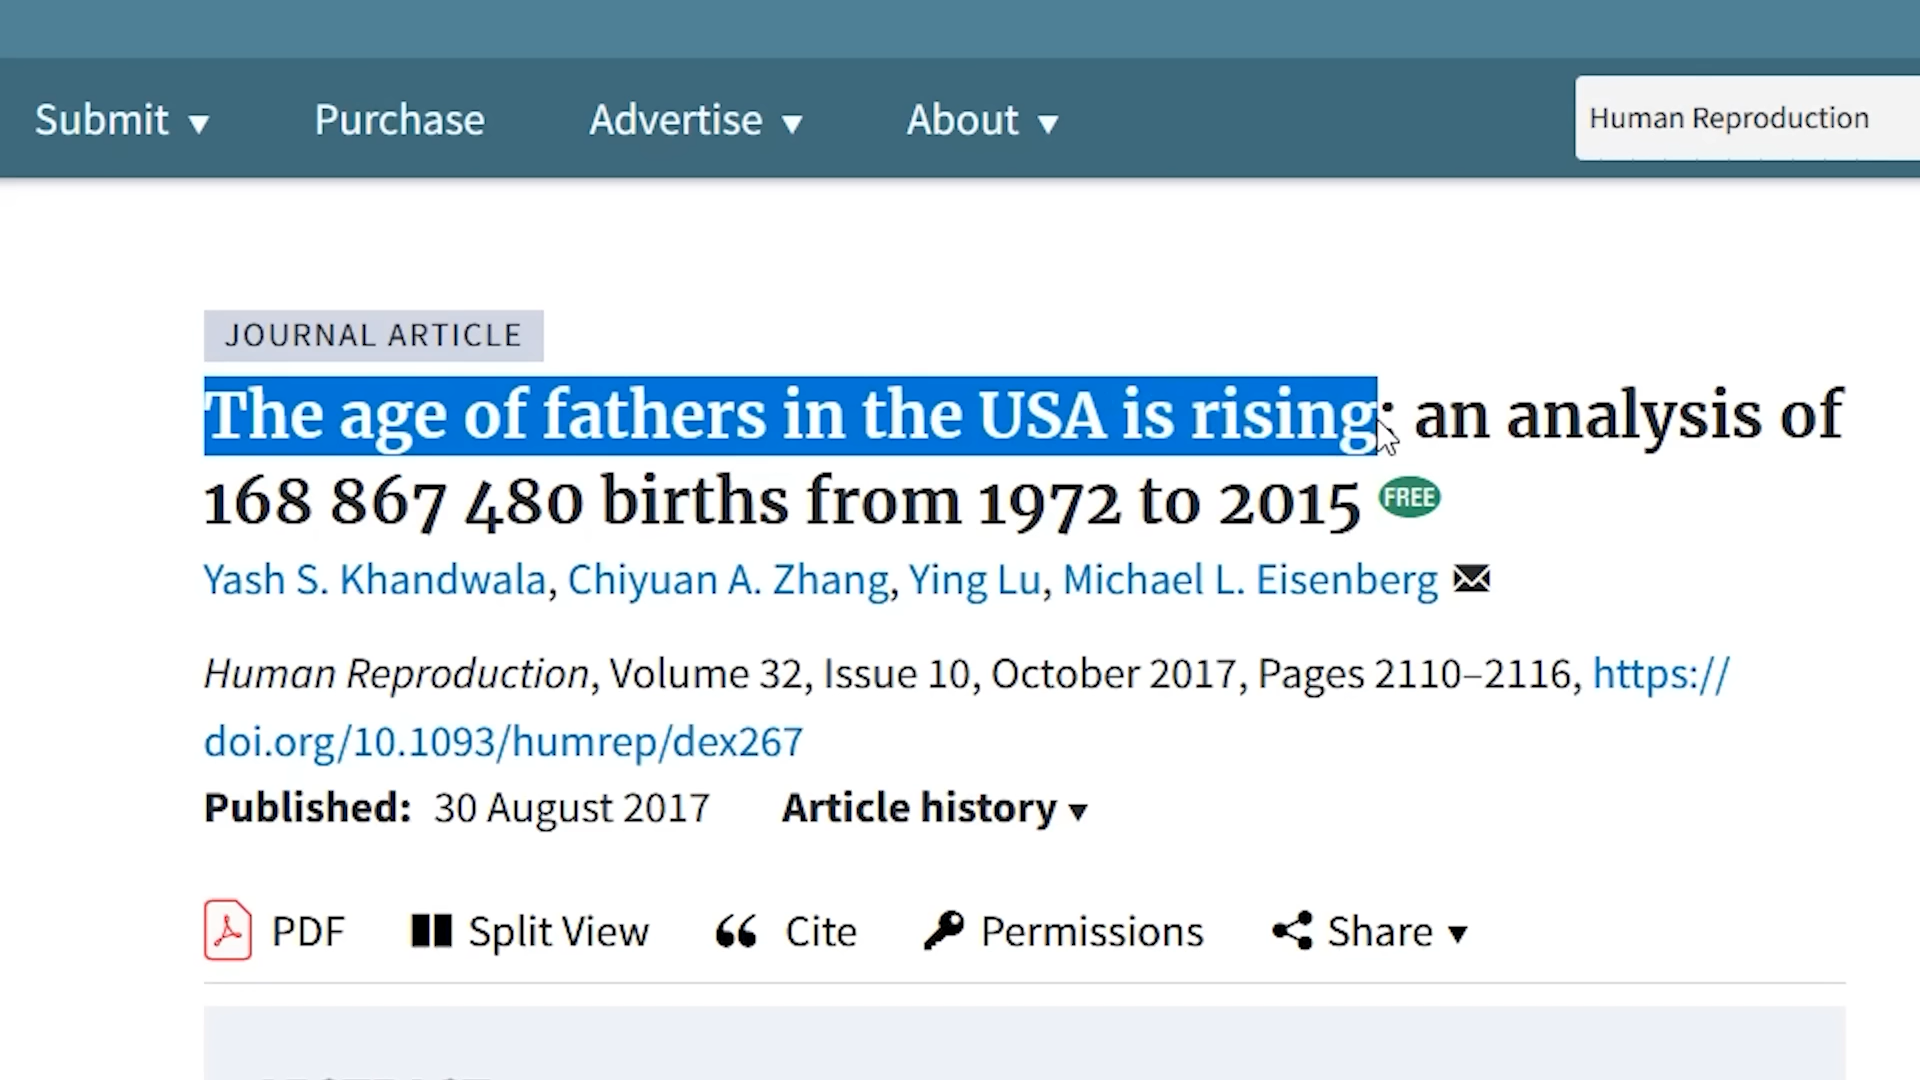 Submit ▼ Purchase Advertise ▼ About ▼ Human Reproduction
JOURNAL ARTICLE
The age of fathers in the USA is rising: an analysis of
168 867 480 births from 1972 to 2015 FREE
Yash S. Khandwala, Chiyuan A. Zhang, Ying Lu, Michael L. Eisenberg
Human Reproduction, Volume 32, Issue 10, October 2017, Pages 2110–2116, https://
doi.org/10.1093/humrep/dex267
Published: 30 August 2017 Article history ▼
PDF Split View Cite Permissions Share ▼